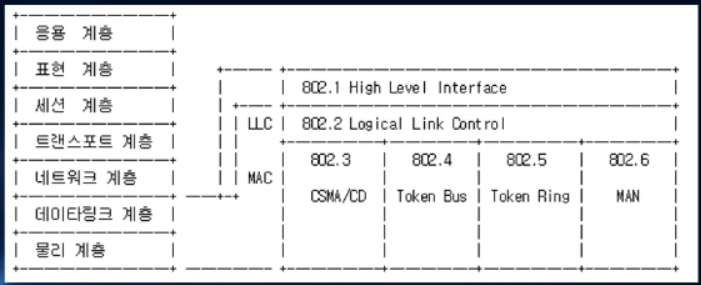 응용 계층
표현 계층
세션 계층
트랜스포트 계층
네트워크 계층
데이타링크 계층
물리 계층
802.1 High Level Interface
LLC
802.2 Logical Link Control
MAC
802.3
CSMA/CD
802.4
Token Bus
802.5
Token Ring
802.6
MAN